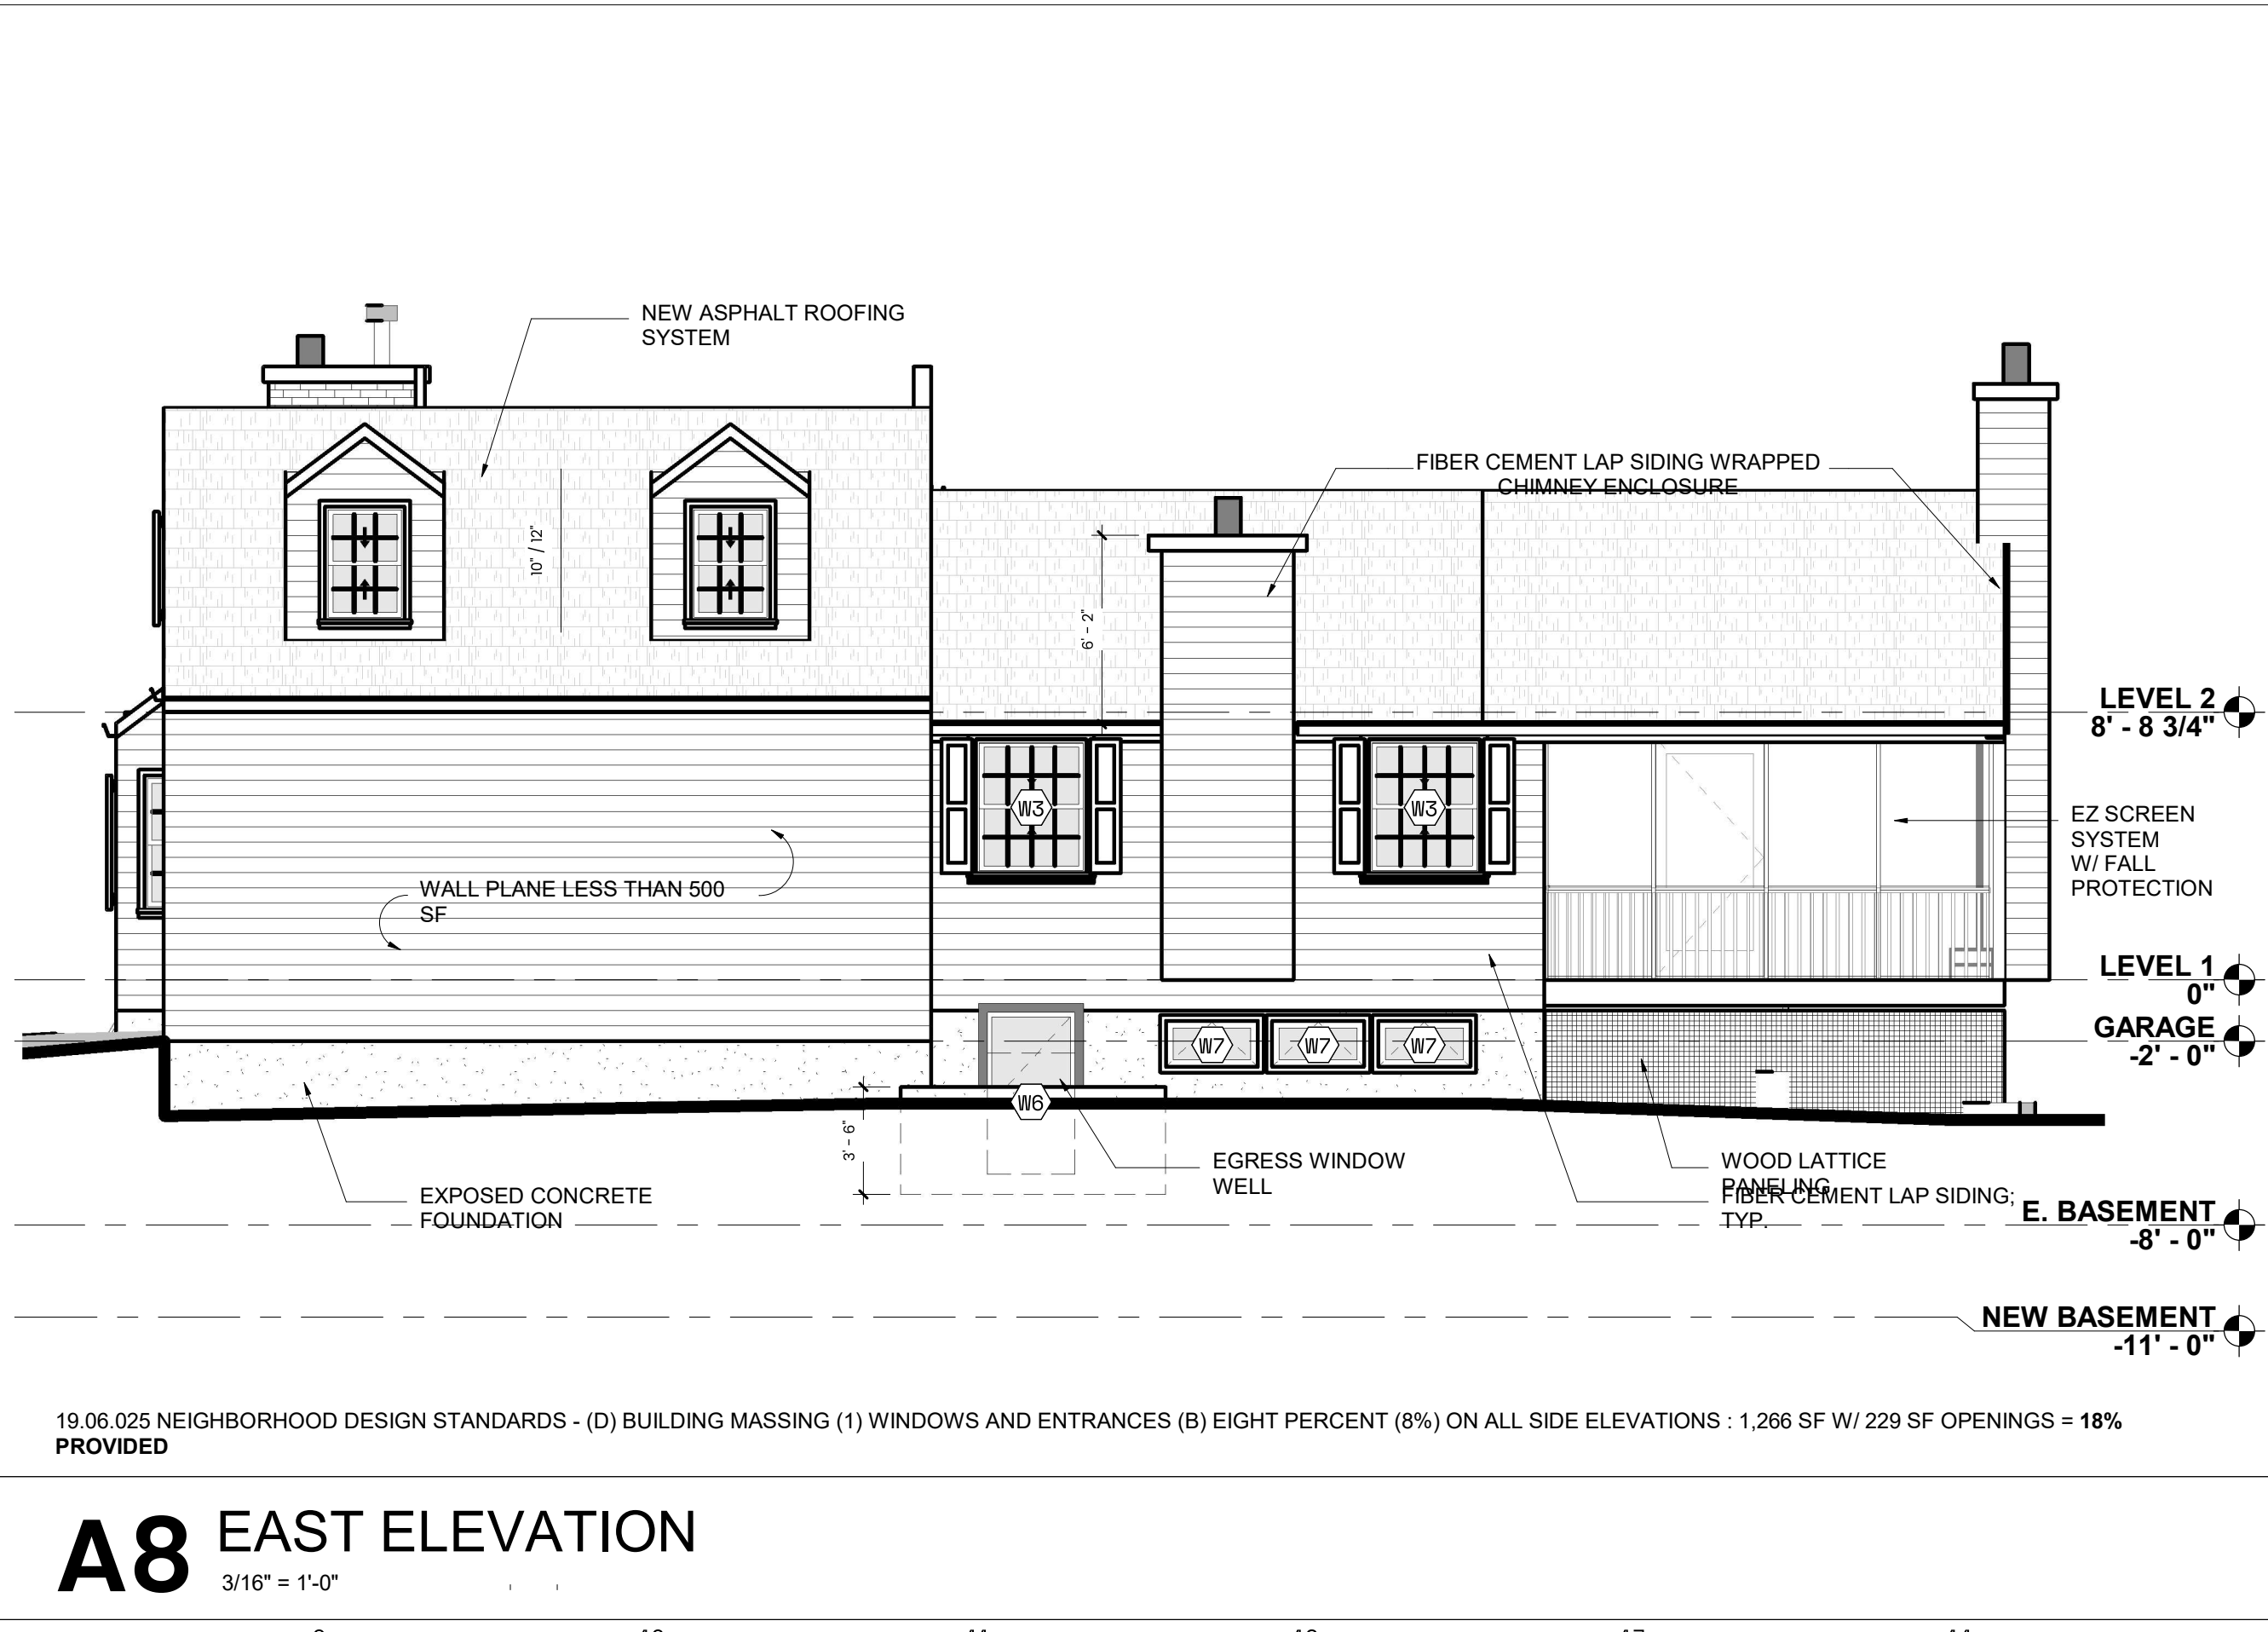 NEW ASPHALT ROOFING
SYSTEM
FIBER CEMENT LAP SIDING WRAPPED
CHIMNEY ENCLOSURE
10" / 12"
6' - 2"
LEVEL 2
8' - 8 3/4"
W3
W3
EZ SCREEN
SYSTEM
W/ FALL
PROTECTION
WALL PLANE LESS THAN 500
SF
LEVEL 1
0"
GARAGE
-2' - 0"
W7
W7
W7
W6
3' - 6"
EGRESS WINDOW
WELL
WOOD LATTICE
PANELING
EXPOSED CONCRETE
FOUNDATION
FIBER CEMENT LAP SIDING;
TYP.
E. BASEMENT
-8' - 0"
NEW BASEMENT
-11' - 0"
19.06.025 NEIGHBORHOOD DESIGN STANDARDS - (D) BUILDING MASSING (1) WINDOWS AND ENTRANCES (B) EIGHT PERCENT (8%) ON ALL SIDE ELEVATIONS : 1,266 SF W/ 229 SF OPENINGS = 18%
PROVIDED
A8 EAST ELEVATION
3/16" = 1'-0"